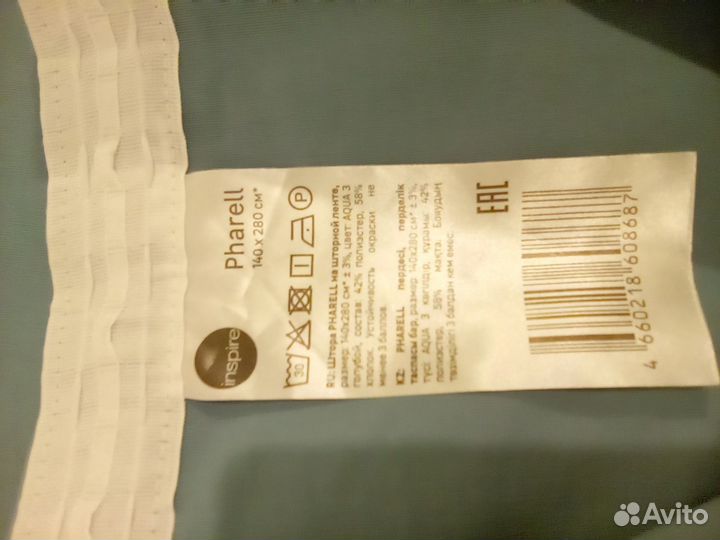 inspire
Pharell
140 x 280 см*
30
P
RU: Штора PHARELL на шторной ленте,
размер: 140x280 см* ± 3%, цвет: AQUA 3
голубой, состав: 42% полиэстер, 58%
хлопок. Устойчивость окраски не
менее 3 баллов.
KZ: PHARELL пердесі, перделік
таспасы бар, размер 140x280 см* ± 3%,
түсі AQUA 3 көгілдір, құрамы: 42%
полиэстер, 58% мақта. Бояудың
төзімділігі 3 балдан кем емес.
EAC
4 660218 608687
Avito